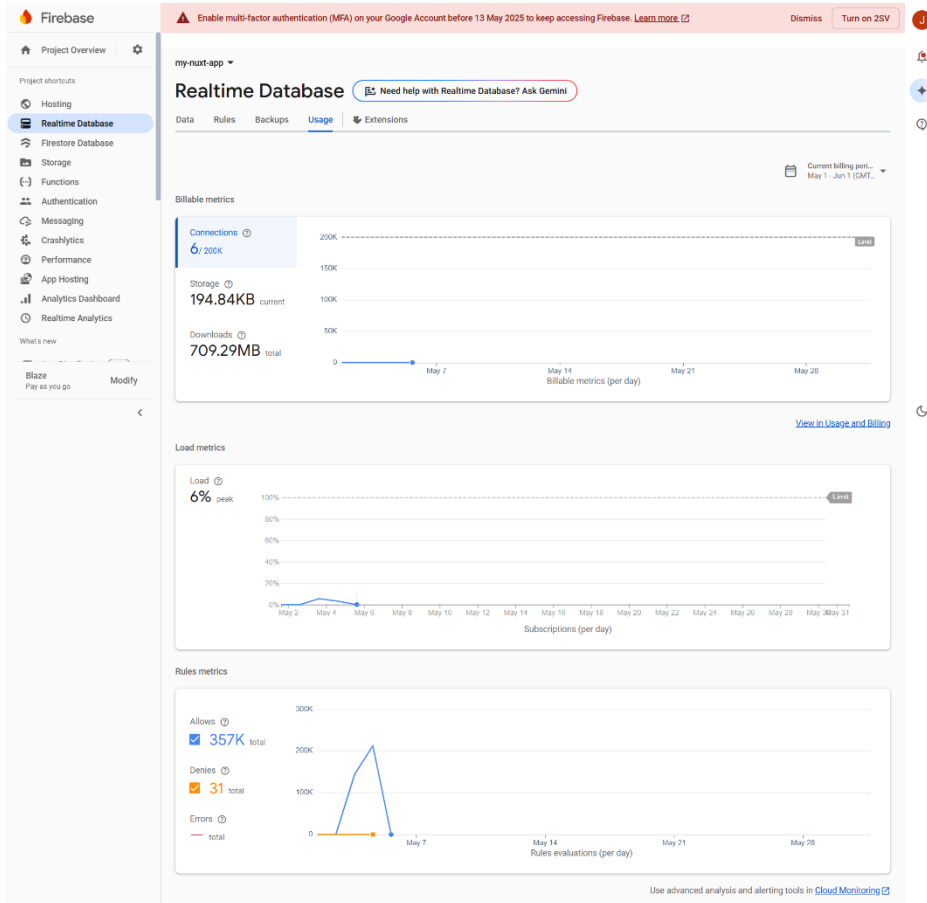 Firebase
Enable multi-factor authentication (MFA) on your Google Account before 13 May 2025 to keep accessing Firebase. Learn more
Dismiss
Turn on 2SV
J
Project Overview
Project shortcuts
Hosting
Realtime Database
Firestore Database
Storage
Functions
Authentication
Messaging
Crashlytics
Performance
App Hosting
Analytics Dashboard
Realtime Analytics
What's new
Blaze
Pay as you go
Modify
my-nuxt-app
Realtime Database
Need help with Realtime Database? Ask Gemini
Data Rules Backups Usage Extensions
Current billing peri...
May 1 - Jun 1 (GMT...
Billable metrics
Connections
6/ 200K
Storage
194.84KB current
Downloads
709.29MB total
200K
Limit
150K
100K
50K
0
May 7 May 14 May 21 May 28
Billable metrics (per day)
View in Usage and Billing
Load metrics
Load
6% peak
100%
Limit
80%
60%
40%
20%
0%
May 2 May 4 May 6 May 8 May 10 May 12 May 14 May 16 May 18 May 20 May 22 May 24 May 26 May 28 May 30 May 31
Subscriptions (per day)
Rules metrics
Allows
357K total
Denies
31 total
Errors
— total
300K
200K
100K
0
May 7 May 14 May 21 May 28
Rules evaluations (per day)
Use advanced analysis and alerting tools in Cloud Monitoring